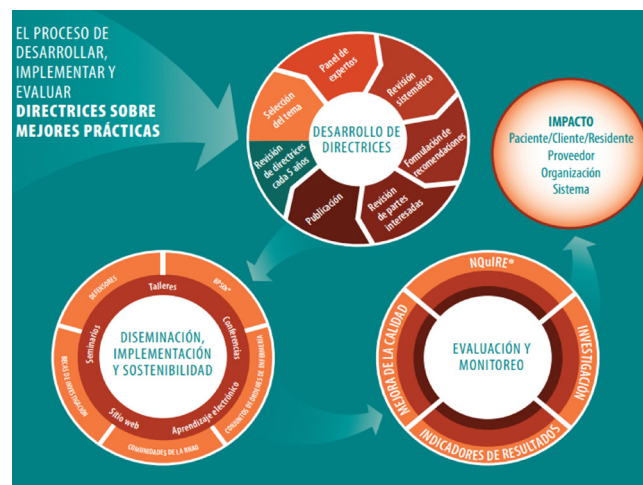 EL PROCESO DE
DESARROLLAR,
IMPLEMENTAR Y
EVALUAR
DIRECTRICES SOBRE
MEJORES PRÁCTICAS
DESARROLLO DE
DIRECTRICES
Selección
del tema
Panel de
expertos
Revisión
sistemática
Formulación de
recomendaciones
Revisión
de partes
interesadas
Publicación
Revisión
de directrices
cada 5 años
IMPACTO
Paciente/Cliente/Residente
Proveedor
Organización
Sistema
DISEMINACIÓN,
IMPLEMENTACIÓN
Y SOSTENIBILIDAD
Talleres
Conferencias
Aprendizaje electrónico
Sitio web
Seminarios
DEFENSORES
BPSOs®
CONJUNTOS DE ÓRDENES DE ENFERMERÍA
COMUNIDADES DE LA RNAO
BECAS DE INVESTIGACIÓN
EVALUACIÓN Y
MONITOREO
NQuIRE®
INVESTIGACIÓN
INDICADORES DE RESULTADOS
MEJORA DE LA CALIDAD